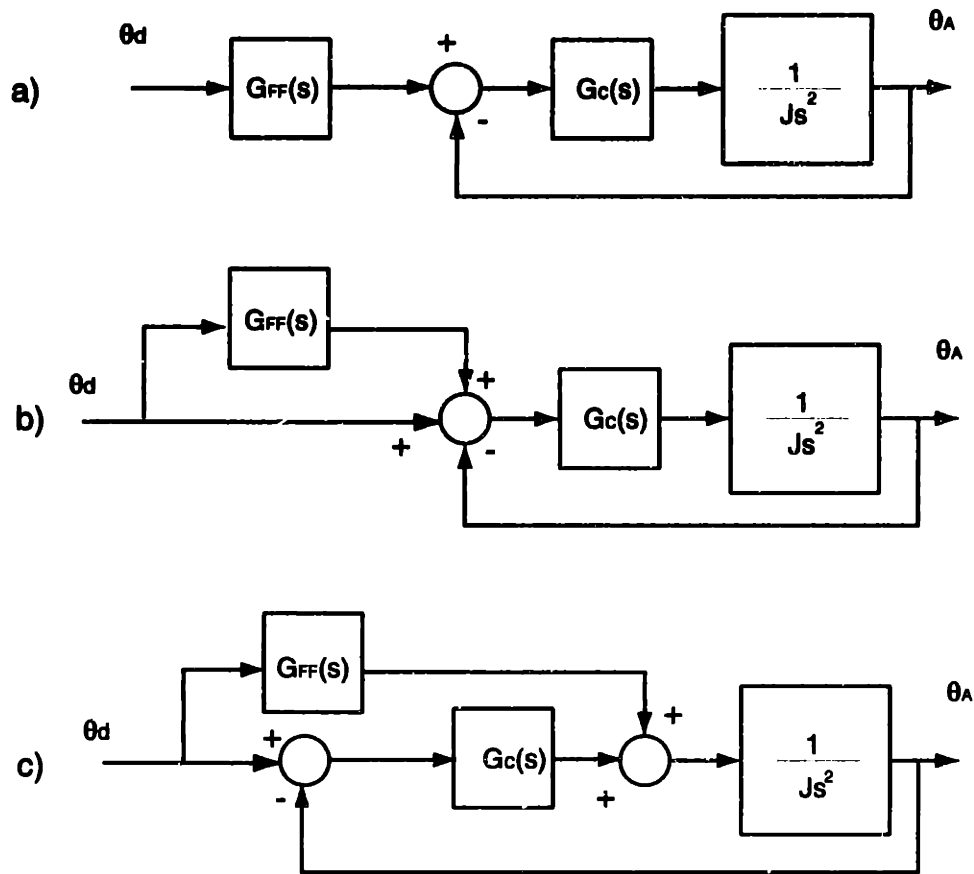 a)
θd
GFF(s)
+
-
Gc(s)
1
Js²
θA
b)
θd
GFF(s)
+
+
-
Gc(s)
1
Js²
θA
c)
θd
GFF(s)
+
-
Gc(s)
+
+
1
Js²
θA